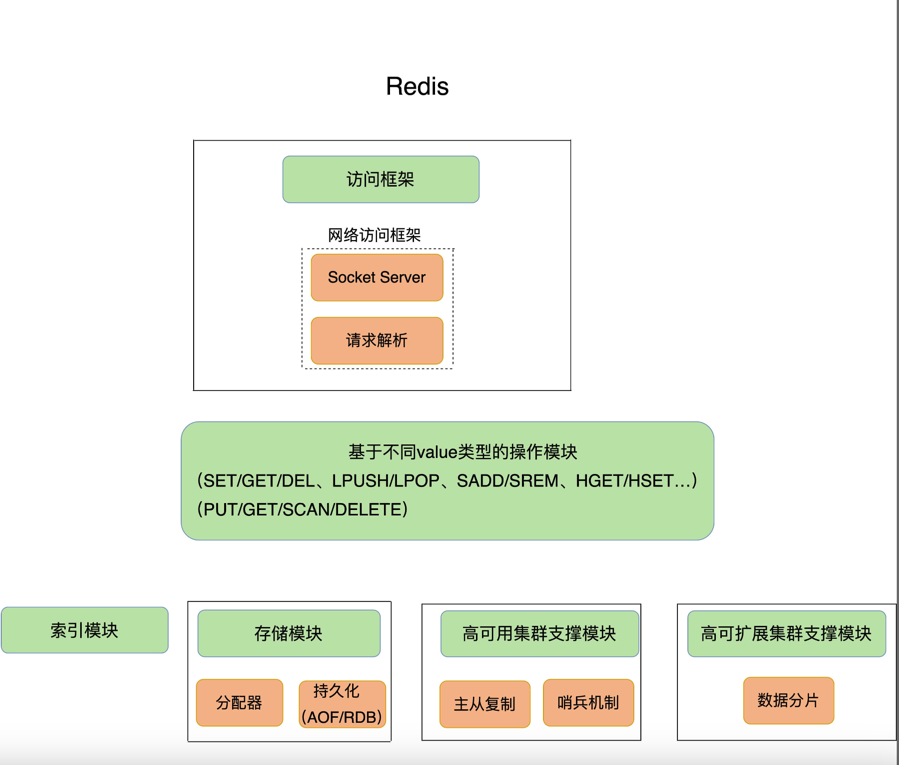 Redis
访问框架
网络访问框架
Socket Server
请求解析
基于不同value类型的操作模块
（SET/GET/DEL、LPUSH/LPOP、SADD/SREM、HGET/HSET...）
（PUT/GET/SCAN/DELETE）
索引模块
存储模块
分配器
持久化
（AOF/RDB）
高可用集群支撑模块
主从复制
哨兵机制
高可扩展集群支撑模块
数据分片